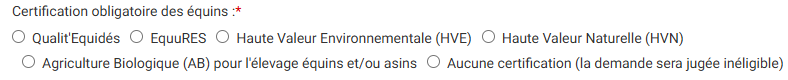 Certification obligatoire des équins :*
Qualit'Equidés EquuRES Haute Valeur Environnementale (HVE) Haute Valeur Naturelle (HVN)
Agriculture Biologique (AB) pour l'élevage équins et/ou asins Aucune certification (la demande sera jugée inéligible)